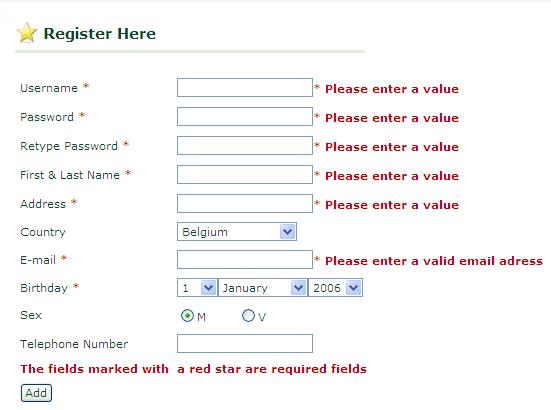 Register Here
Username * * Please enter a value
Password * * Please enter a value
Retype Password * * Please enter a value
First & Last Name * * Please enter a value
Address * * Please enter a value
Country Belgium
E-mail * * Please enter a valid email adress
Birthday * 1 January 2006
Sex M V
Telephone Number
The fields marked with a red star are required fields
Add